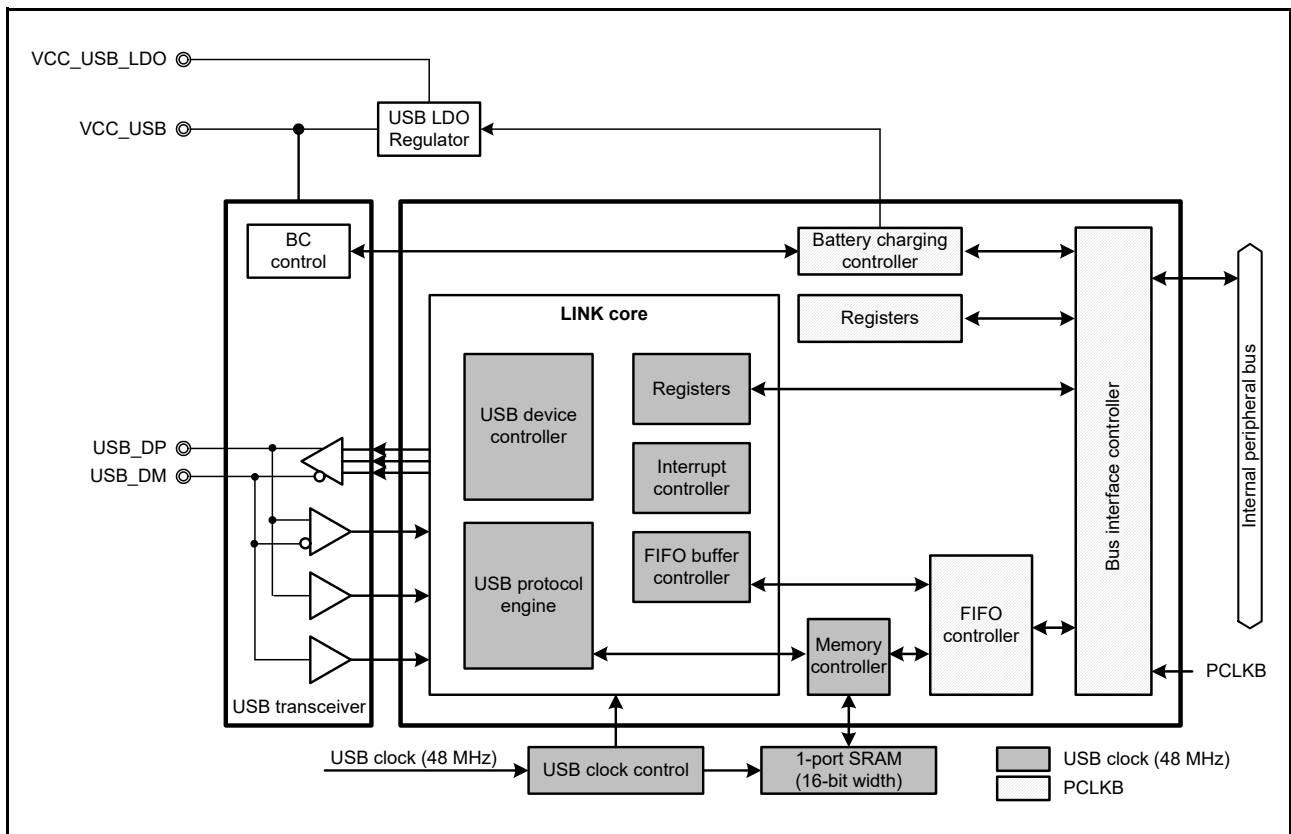 VCC_USB_LDO
VCC_USB
USB LDO
Regulator
BC
control
Battery charging
controller
LINK core
Registers
USB device
controller
Registers
Interrupt
controller
USB_DP
USB_DM
USB protocol
engine
FIFO buffer
controller
Memory
controller
FIFO
controller
Bus interface controller
Internal peripheral bus
PCLKB
USB transceiver
USB clock (48 MHz)
USB clock control
1-port SRAM
(16-bit width)
USB clock (48 MHz)
PCLKB